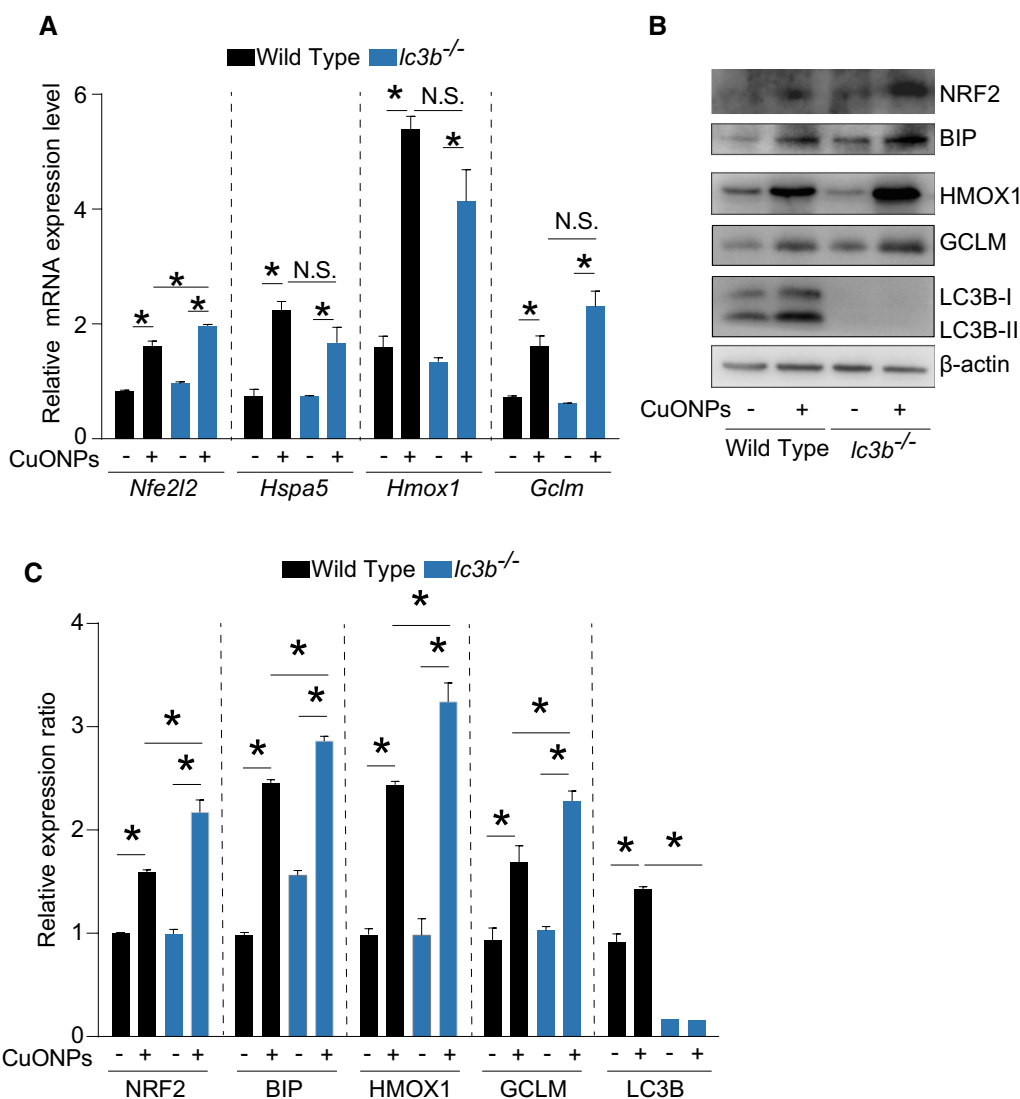 A
Wild Type lc3b-/-
Relative mRNA expression level
6
4
2
0
* * * N.S. * * * N.S. * N.S. * * N.S. *
CuONPs - + - + - + - + - + - + - + - +
Nfe2l2 Hspa5 Hmox1 Gclm
B
NRF2
BIP
HMOX1
GCLM
LC3B-I
LC3B-II
β-actin
CuONPs - + - +
Wild Type lc3b-/-
C
Wild Type lc3b-/-
Relative expression ratio
4
3
2
1
0
* * * * * * * * * * * * * *
CuONPs - + - + - + - + - + - + - + - + - + - +
NRF2 BIP HMOX1 GCLM LC3B